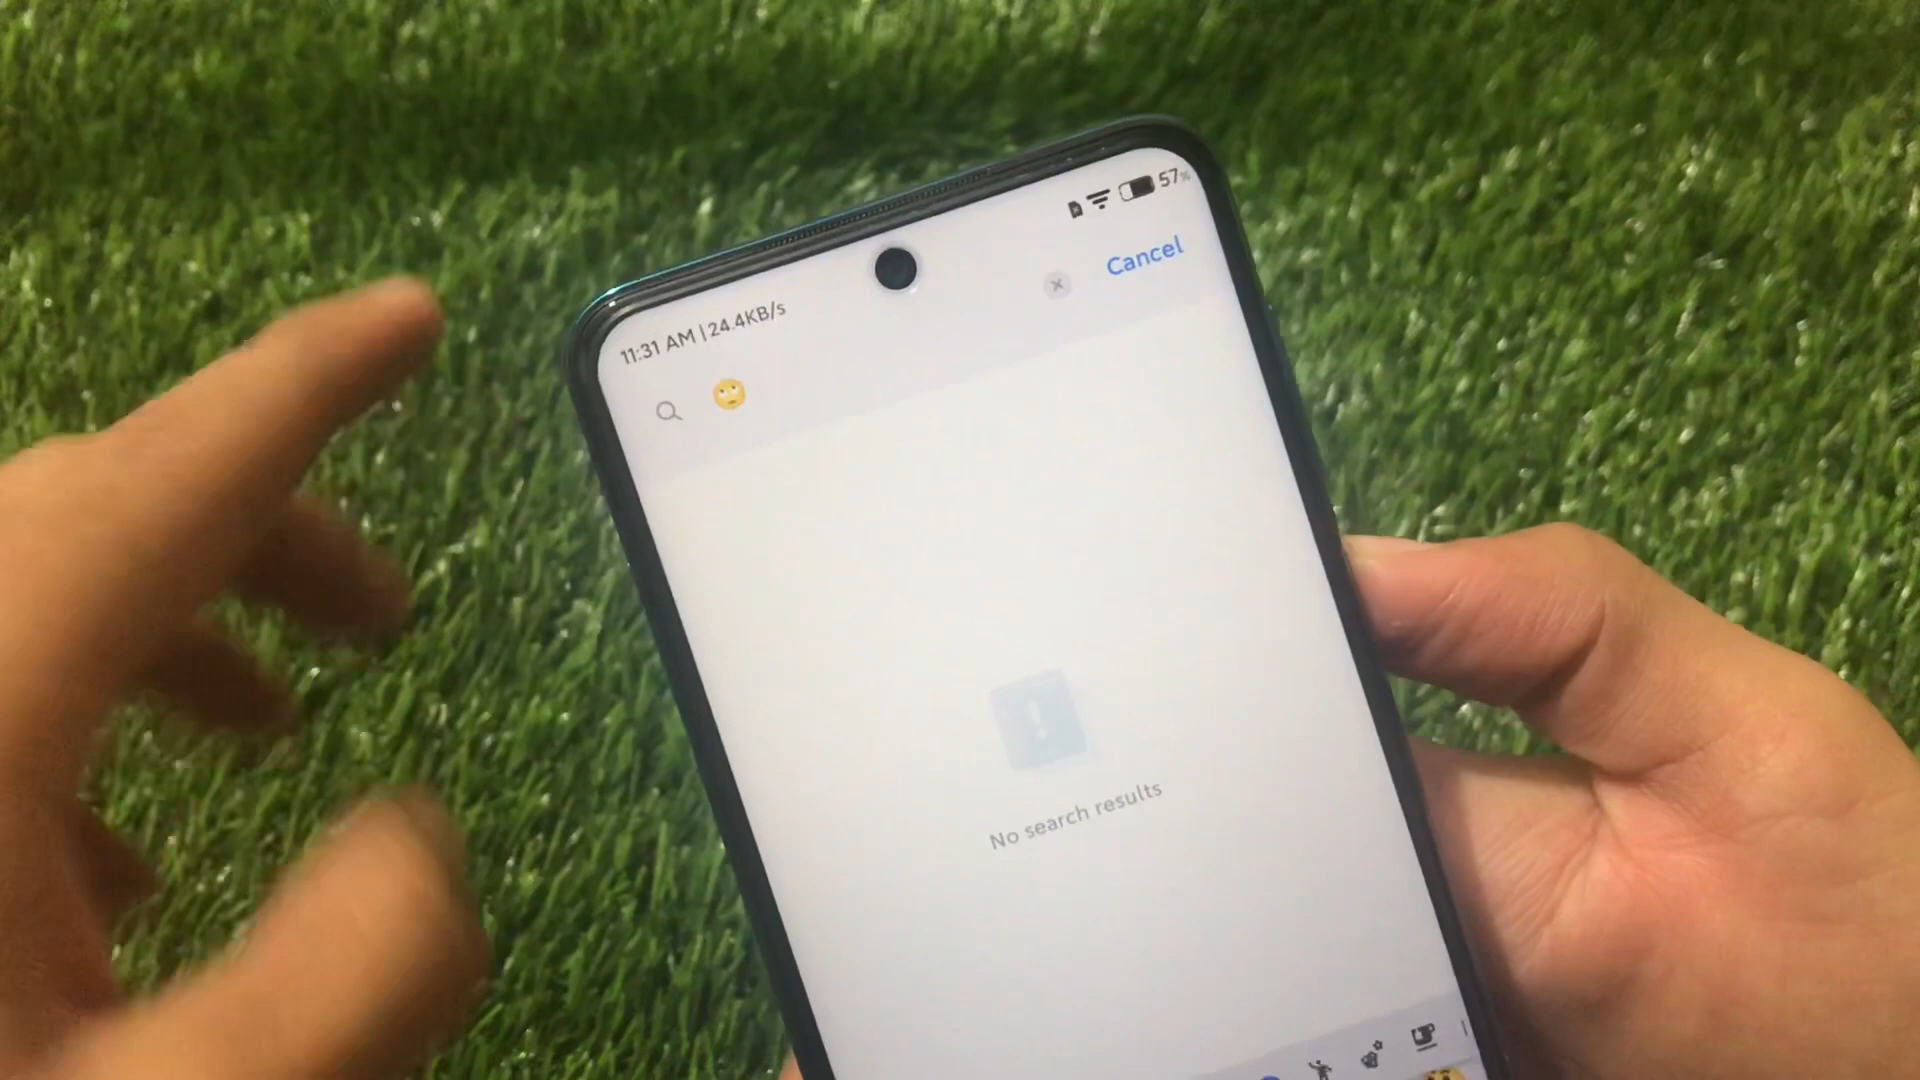 11:31 AM | 24.4KB/s
57%
Cancel
🙄
No search results